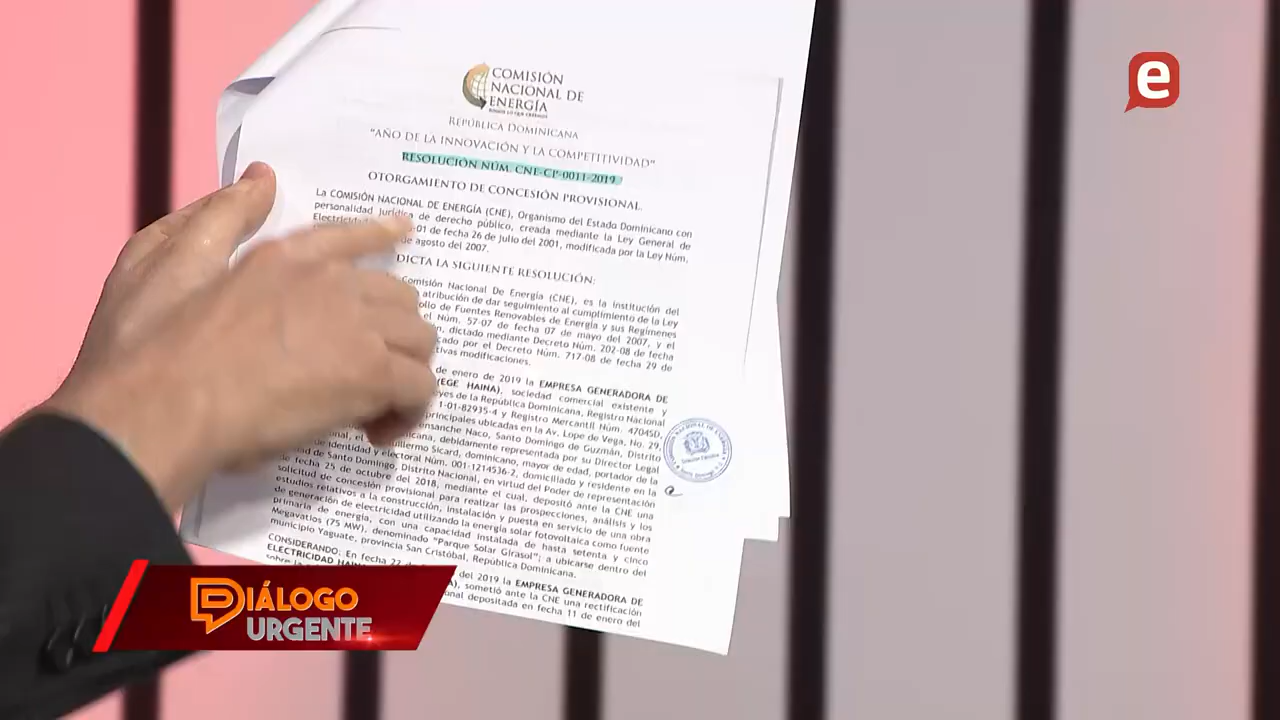 e
COMISIÓN
NACIONAL DE
ENERGÍA
REPÚBLICA DOMINICANA
"AÑO DE LA INNOVACIÓN Y LA COMPETITIVIDAD"
RESOLUCIÓN NÚM. CNE-CP-0011-2019
OTORGAMIENTO DE CONCESIÓN PROVISIONAL
La COMISIÓN NACIONAL DE ENERGÍA (CNE), Organismo del Estado Dominicano con
personalidad jurídica de derecho público, creada mediante la Ley General de
-01 de fecha 26 de julio del 2001, modificada por la Ley Núm.
de agosto del 2007.
DICTA LA SIGUIENTE RESOLUCIÓN:
Comisión Nacional De Energía (CNE), es la institución del
atribución de dar seguimiento al cumplimiento de la Ley
de Fuentes Renovables de Energía y sus Regímenes
el Núm. 57-07 de fecha 07 de mayo del 2007, y el
dictado mediante Decreto Núm. 202-08 de fecha
por el Decreto Núm. 717-08 de fecha 29 de
modificaciones.
de enero de 2019 la EMPRESA GENERADORA DE
(EGE HAINA), sociedad comercial existente y
leyes de la República Dominicana, Registro Nacional
1-01-82935-4 y Registro Mercantil Núm. 4704SD,
principales ubicadas en la Av. Lope de Vega, No. 29,
Ensanche Naco, Santo Domingo de Guzmán, Distrito
debidamente representada por su Director Legal
Sicard, dominicano, mayor de edad, portador de la
de identidad y electoral Núm. 001-1214536-2, domiciliado y residente en la
de Santo Domingo, Distrito Nacional, en virtud del Poder de representación
de fecha 25 de octubre del 2018, mediante el cual, depositó ante la CNE una
solicitud de concesión provisional para realizar las prospecciones, análisis y los
estudios relativos a la construcción, instalación y puesta en servicio de una obra
de generación de electricidad utilizando la energía solar fotovoltaica como fuente
primaria de energía, con una capacidad instalada de hasta setenta y cinco
Megavatios (75 MW), denominado "Parque Solar Girasol"; a ubicarse dentro del
municipio Yaguate, provincia San Cristóbal, República Dominicana.
CONSIDERANDO: En fecha 22 de del 2019 la EMPRESA GENERADORA DE
ELECTRICIDAD sometió ante la CNE una rectificación
depositada en fecha 11 de enero del
DIÁLOGO
URGENTE